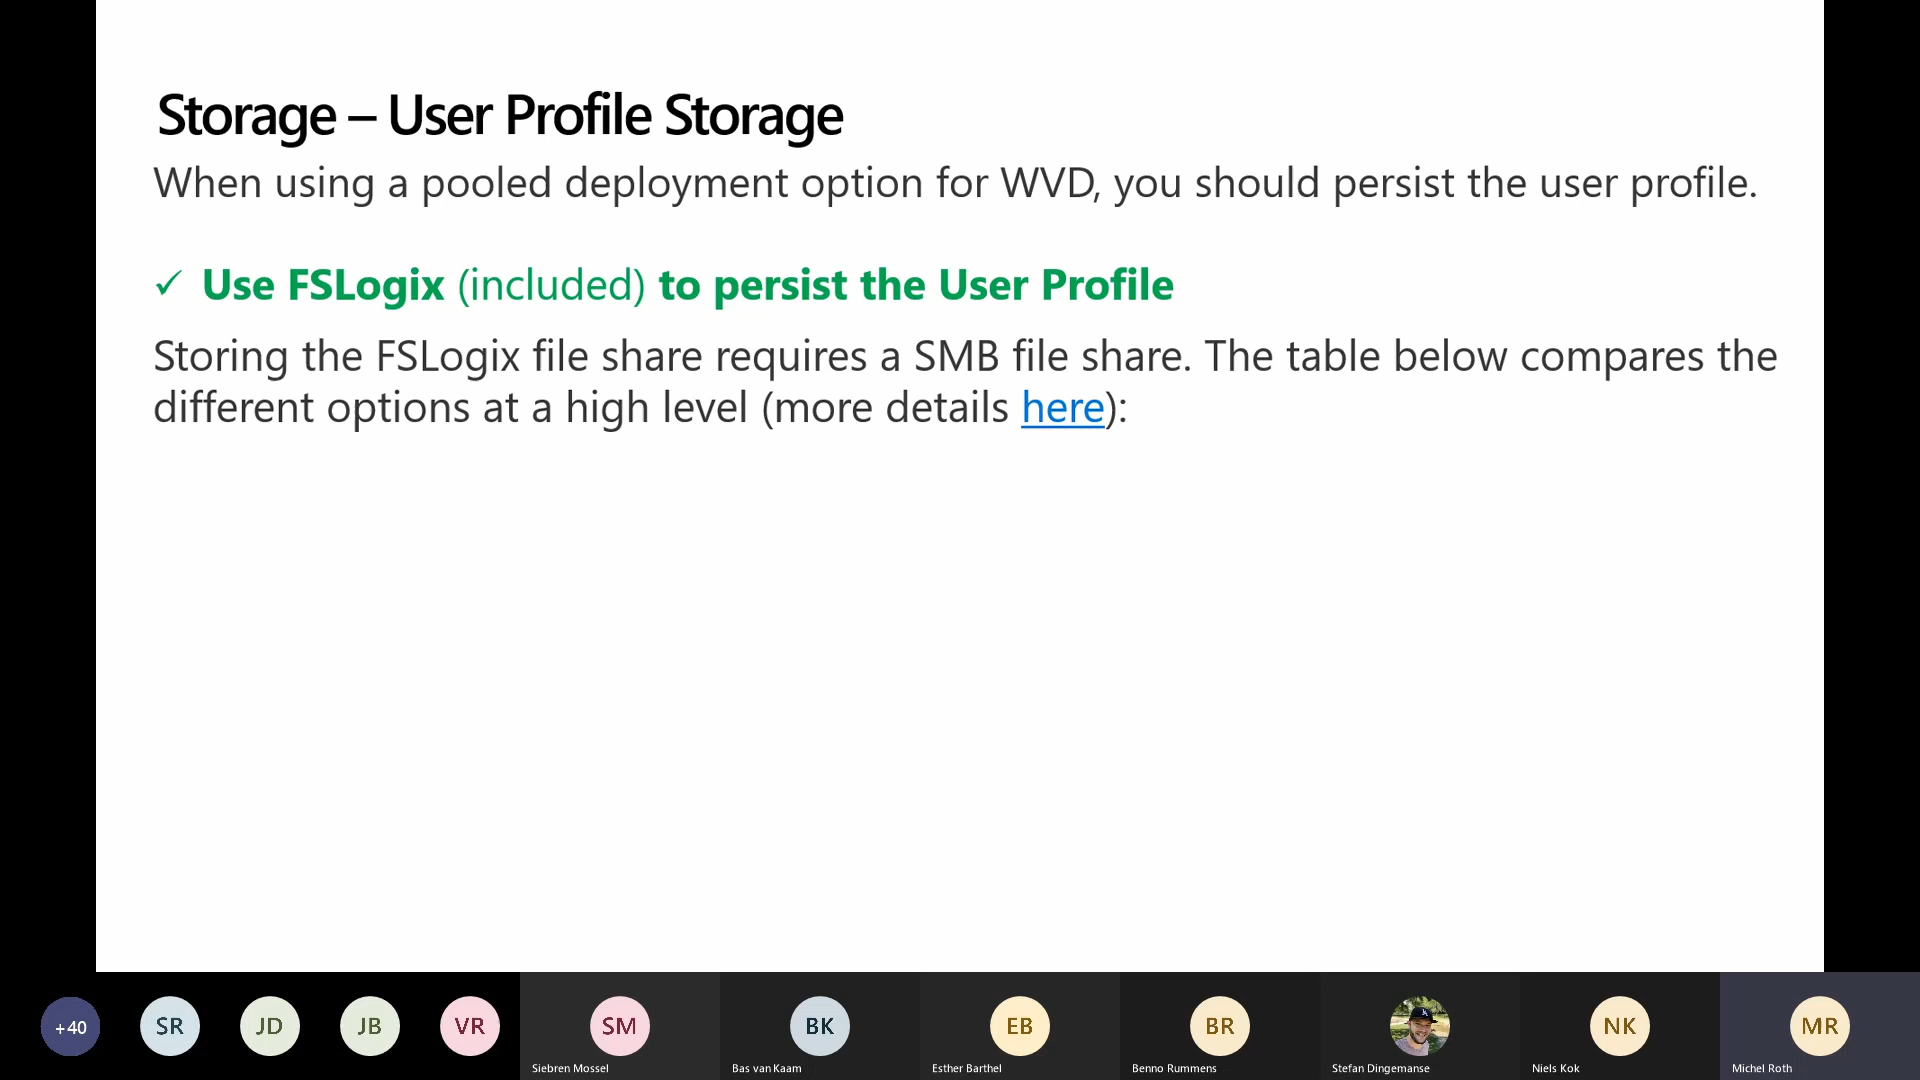 Storage – User Profile Storage
When using a pooled deployment option for WVD, you should persist the user profile.
✓ Use FSLogix (included) to persist the User Profile
Storing the FSLogix file share requires a SMB file share. The table below compares the
different options at a high level (more details here):
+40
SR
JD
JB
VR
SM
BK
EB
BR
NK
MR
Siebren Mossel
Bas van Kaam
Esther Barthel
Benno Rummens
Stefan Dingemanse
Niels Kok
Michel Roth